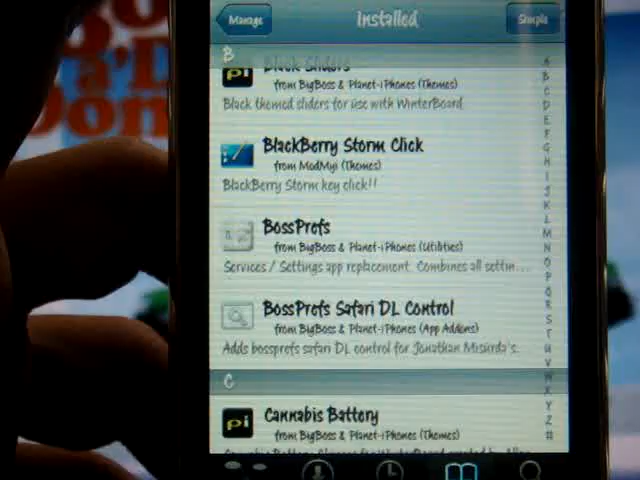 Manage
Installed
Simple
B
Black Sliders
from BigBoss & Planet-iPhones (Themes)
Black themed sliders for use with WinterBoard
BlackBerry Storm Click
from ModMyi (Themes)
BlackBerry Storm key click!!
BossPrefs
from BigBoss & Planet-iPhones (Utilities)
Services / Settings app replacement. Combines all settin...
BossPrefs Safari DL Control
from BigBoss & Planet-iPhones (App Addons)
Adds bossprefs safari DL control for Jonathan Misurda's.
C
pi
Cannabis Battery
from BigBoss & Planet-iPhones (Themes)
A
B
C
D
E
F
G
H
I
J
K
L
M
N
O
P
Q
R
S
T
U
V
W
X
Y
Z
#